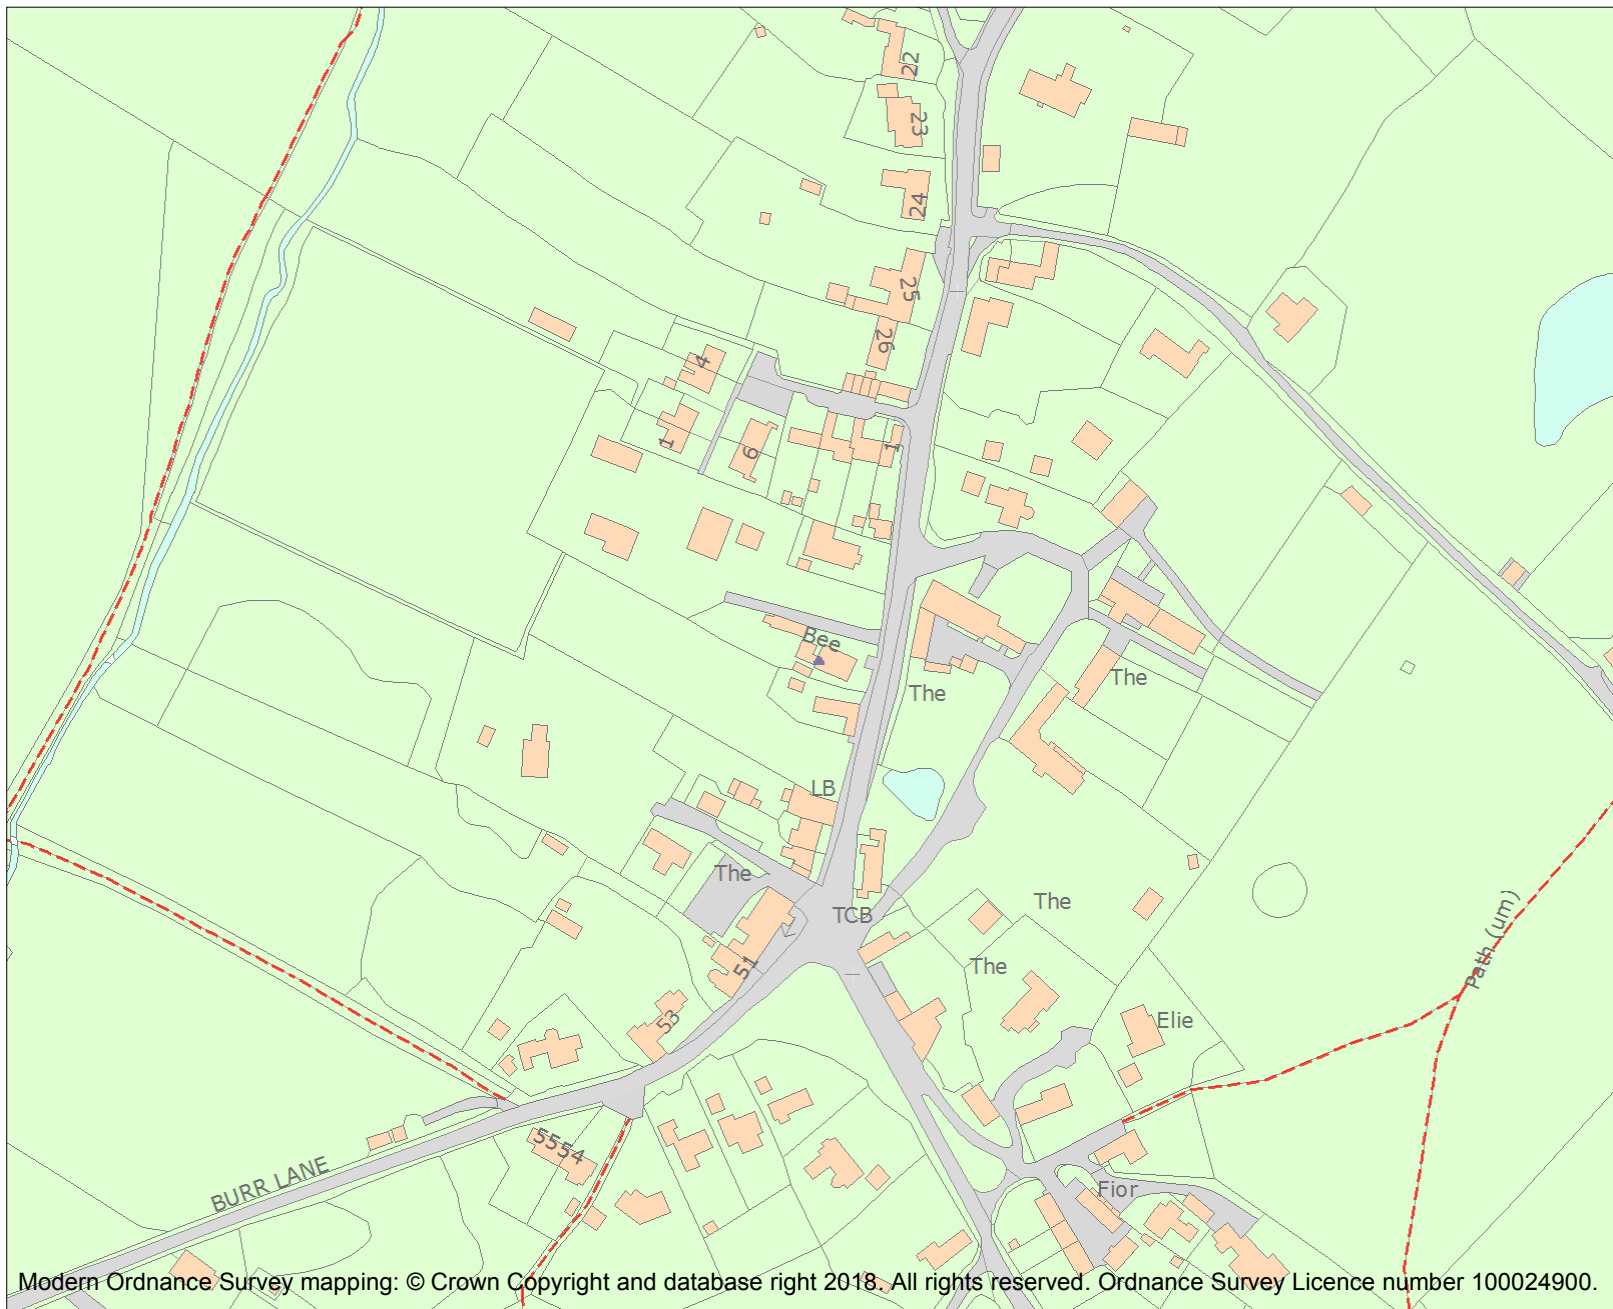 22
23
24
25
26
4
1
6
1
Bee
The
The
LB
The
TCB
The
The
Path (um)
51
Elie
53
5554
BURR LANE
Fior
Modern Ordnance Survey mapping: © Crown Copyright and database right 2018. All rights reserved. Ordnance Survey Licence number 100024900.